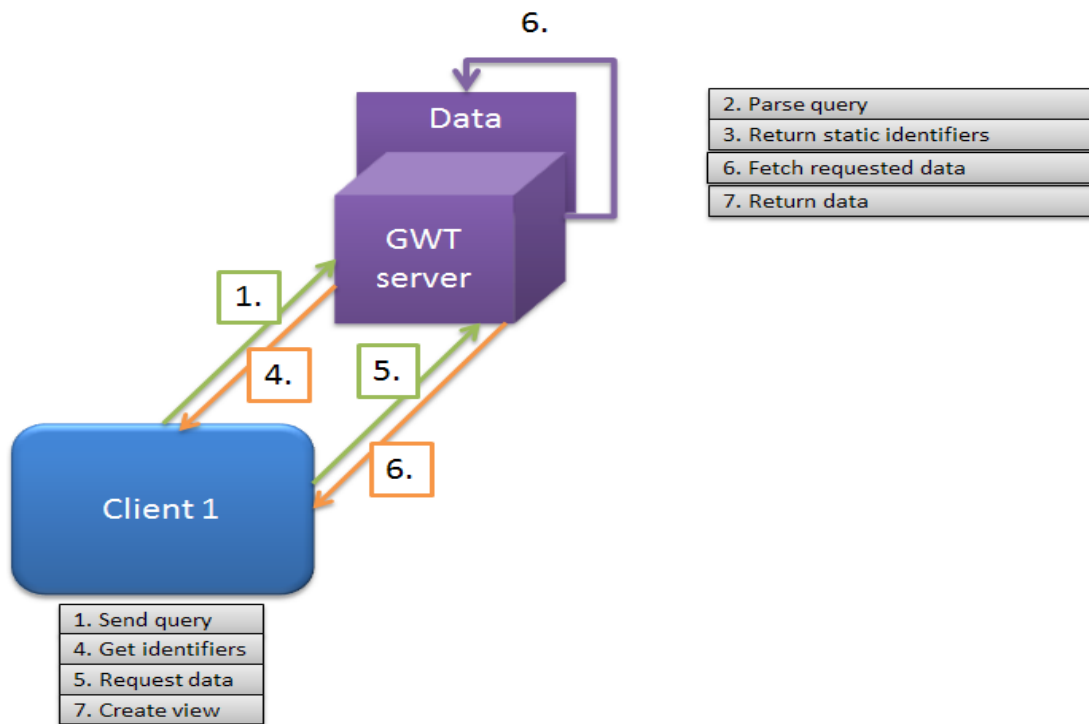 6.
Data
GWT
server
2. Parse query
3. Return static identifiers
6. Fetch requested data
7. Return data
1.
4.
5.
6.
Client 1
1. Send query
4. Get identifiers
5. Request data
7. Create view